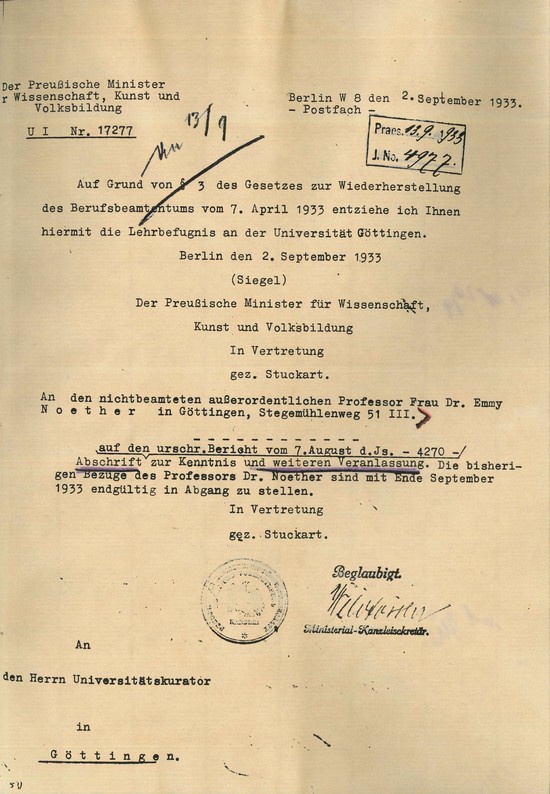 Der Preußische Minister
r Wissenschaft, Kunst und
Volksbildung
U I Nr. 17277
Berlin W 8 den 2. September 1933.
- Postfach -
13/9
Praes. 13.9.1933
J. No. 4977.
Auf Grund von § 3 des Gesetzes zur Wiederherstellung
des Berufsbeamtentums vom 7. April 1933 entziehe ich Ihnen
hiermit die Lehrbefugnis an der Universität Göttingen.
Berlin den 2. September 1933
(Siegel)
Der Preußische Minister für Wissenschaft,
Kunst und Volksbildung
In Vertretung
gez. Stuckart.
An den nichtbeamteten außerordentlichen Professor Frau Dr. Emmy
N o e t h e r in Göttingen, Stegemühlenweg 51 III.
auf den urschr.Bericht vom 7.August d.Js. - 4270 -/
Abschrift zur Kenntnis und weiteren Veranlassung. Die bisheri-
gen Bezüge des Professors Dr. Noether sind mit Ende September
1933 endgültig in Abgang zu stellen.
In Vertretung
gez. Stuckart.
Beglaubigt.
Ministerial-Kanzleisekretär.
An
den Herrn Universitätskurator
in
G ö t t i n g e n.